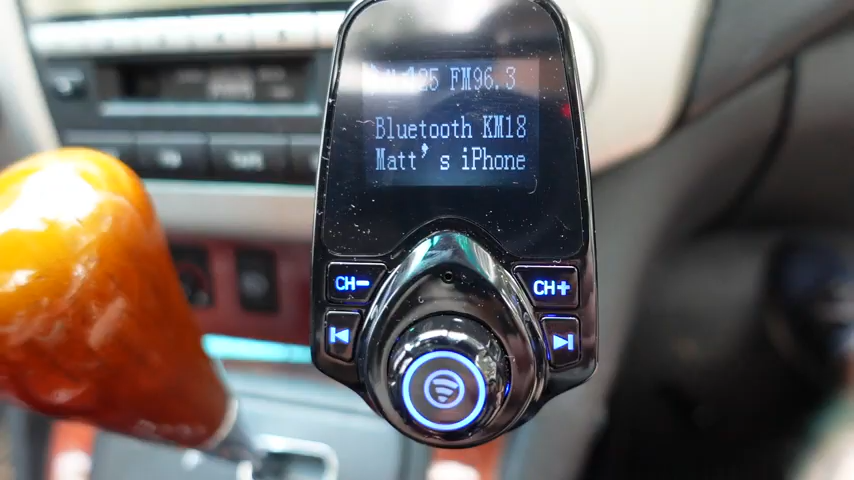 FM96.3
Bluetooth KM18
Matt's iPhone
CH-
CH+